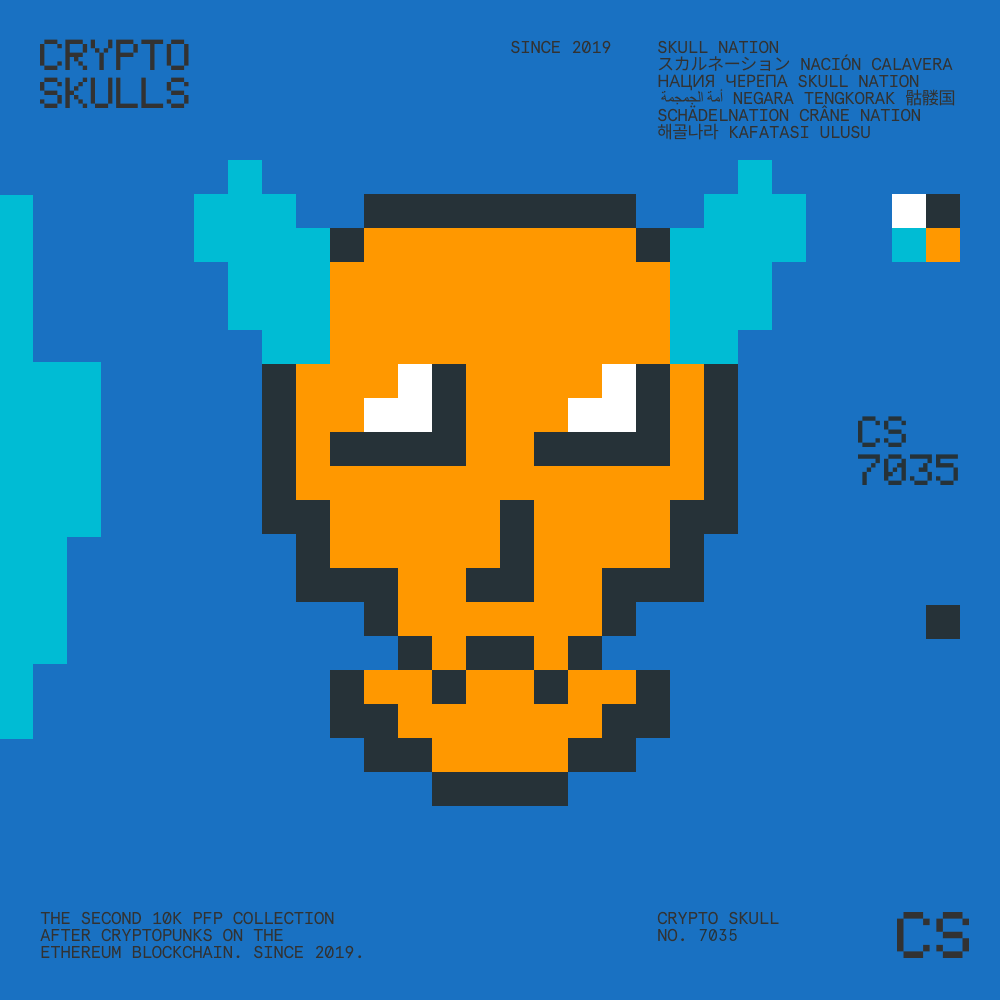 CRYPTO
SKULLS
SINCE 2019
SKULL NATION
スカルネーション NACIÓN CALAVERA
НАЦИЯ ЧЕРЕПА SKULL NATION
أمة الجمجمة NEGARA TENGKORAK 骷髅国
SCHÄDELNATION CRÂNE NATION
해골나라 KAFATASI ULUSU
CS
7035
THE SECOND 10K PFP COLLECTION
AFTER CRYPTOPUNKS ON THE
ETHEREUM BLOCKCHAIN. SINCE 2019.
CRYPTO SKULL
NO. 7035
CS